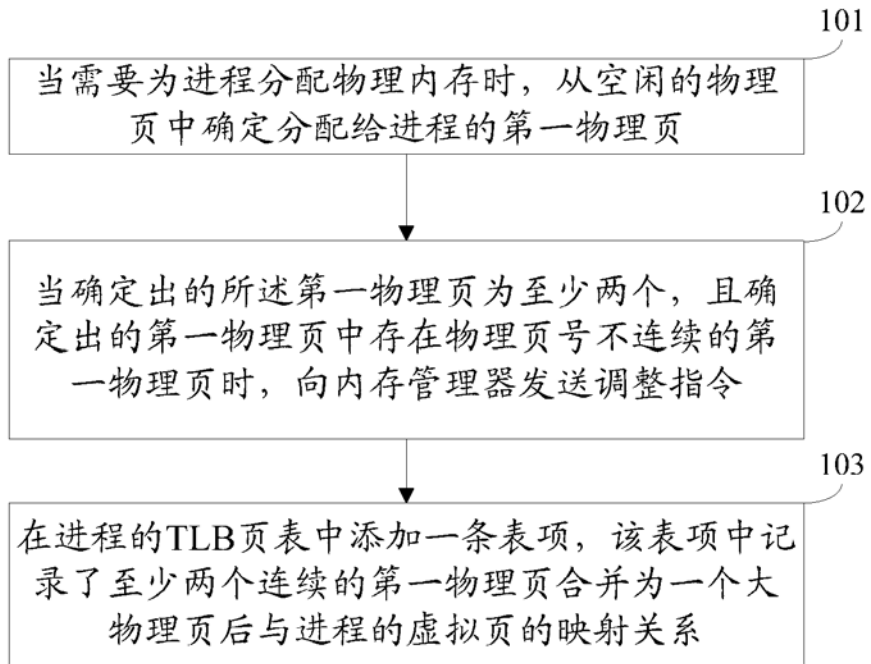 101
当需要为进程分配物理内存时，从空闲的物理
页中确定分配给进程的第一物理页
102
当确定出的所述第一物理页为至少两个，且确
定出的第一物理页中存在物理页号不连续的第
一物理页时，向内存管理器发送调整指令
103
在进程的TLB页表中添加一条表项，该表项中记
录了至少两个连续的第一物理页合并为一个大
物理页后与进程的虚拟页的映射关系